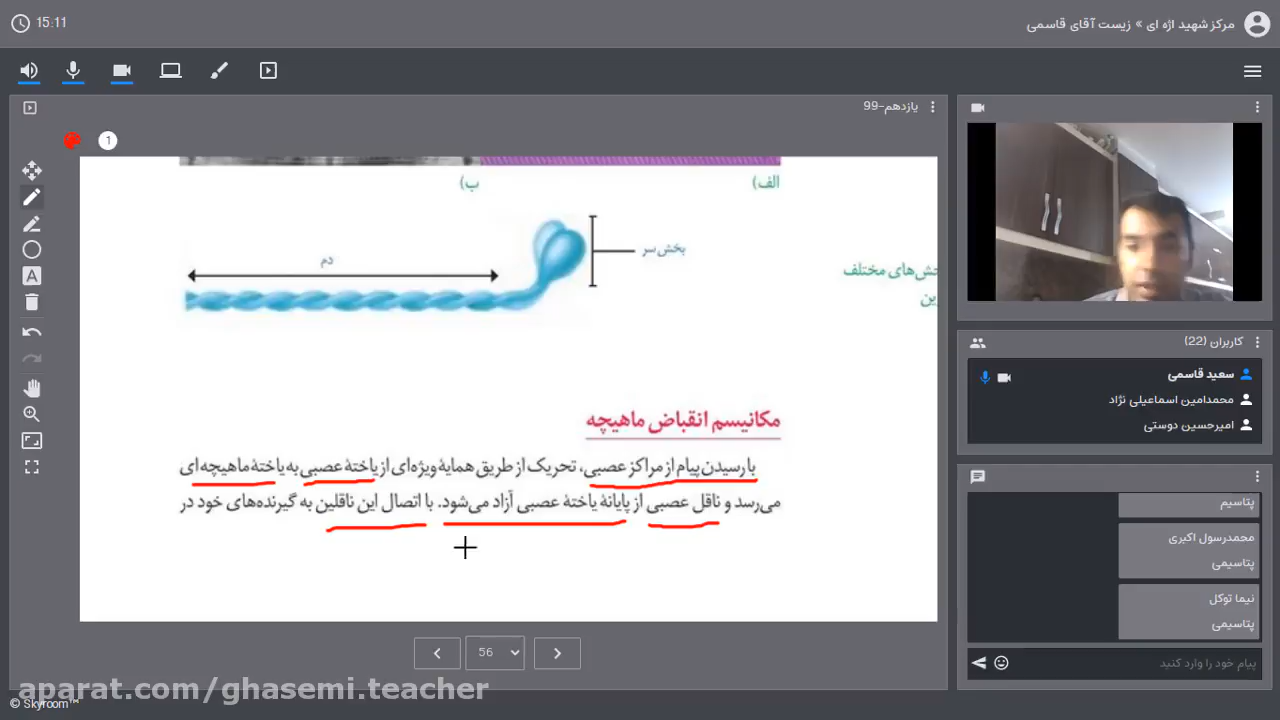 15:11
مرکز شهید اژه ای » زیست آقای قاسمی
یازدهم-99
1
الف)
ب)
بخش سر
دم
خش‌های مختلف
مکانیسم انقباض ماهیچه
با رسیدن پیام از مراکز عصبی، تحریک از طریق همایهٔ ویژه‌ای از یاختهٔ عصبی به یاختهٔ ماهیچه‌ای
می‌رسد و ناقل عصبی از پایانهٔ یاختهٔ عصبی آزاد می‌شود. با اتصال این ناقلین به گیرنده‌های خود در
56
کاربران (22)
سعید قاسمی
محمدامین اسماعیلی نژاد
امیرحسین دوستی
پتاسیم
محمدرسول اکبری
پتاسیمی
نیما توکل
پتاسیمی
پیام خود را وارد کنید
aparat.com/ghasemi.teacher
© Skyroom™